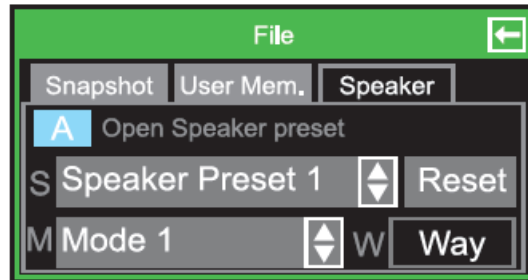 File
Snapshot User Mem. Speaker
A Open Speaker preset
S Speaker Preset 1 Reset
M Mode 1 W Way